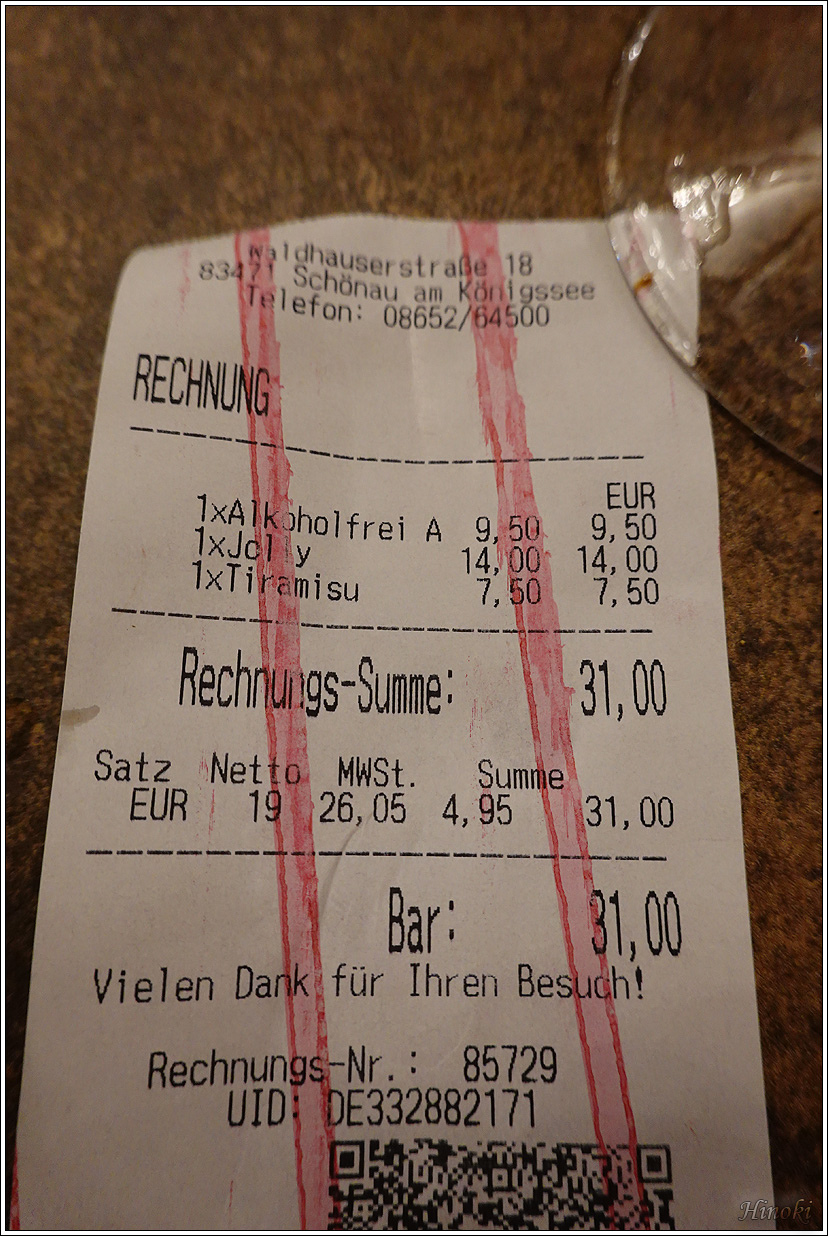 Waldhauserstraße 18
83471 Schönau am Königssee
Telefon: 08652/64500
RECHNUNG
EUR
1xAlkoholfrei A 9,50 9,50
1xJolly 14,00 14,00
1xTiramisu 7,50 7,50
Rechnungs-Summe: 31,00
Satz Netto MWSt. Summe
EUR 19 26,05 4,95 31,00
Bar: 31,00
Vielen Dank für Ihren Besuch!
Rechnungs-Nr.: 85729
UID: DE332882171
Hinoki